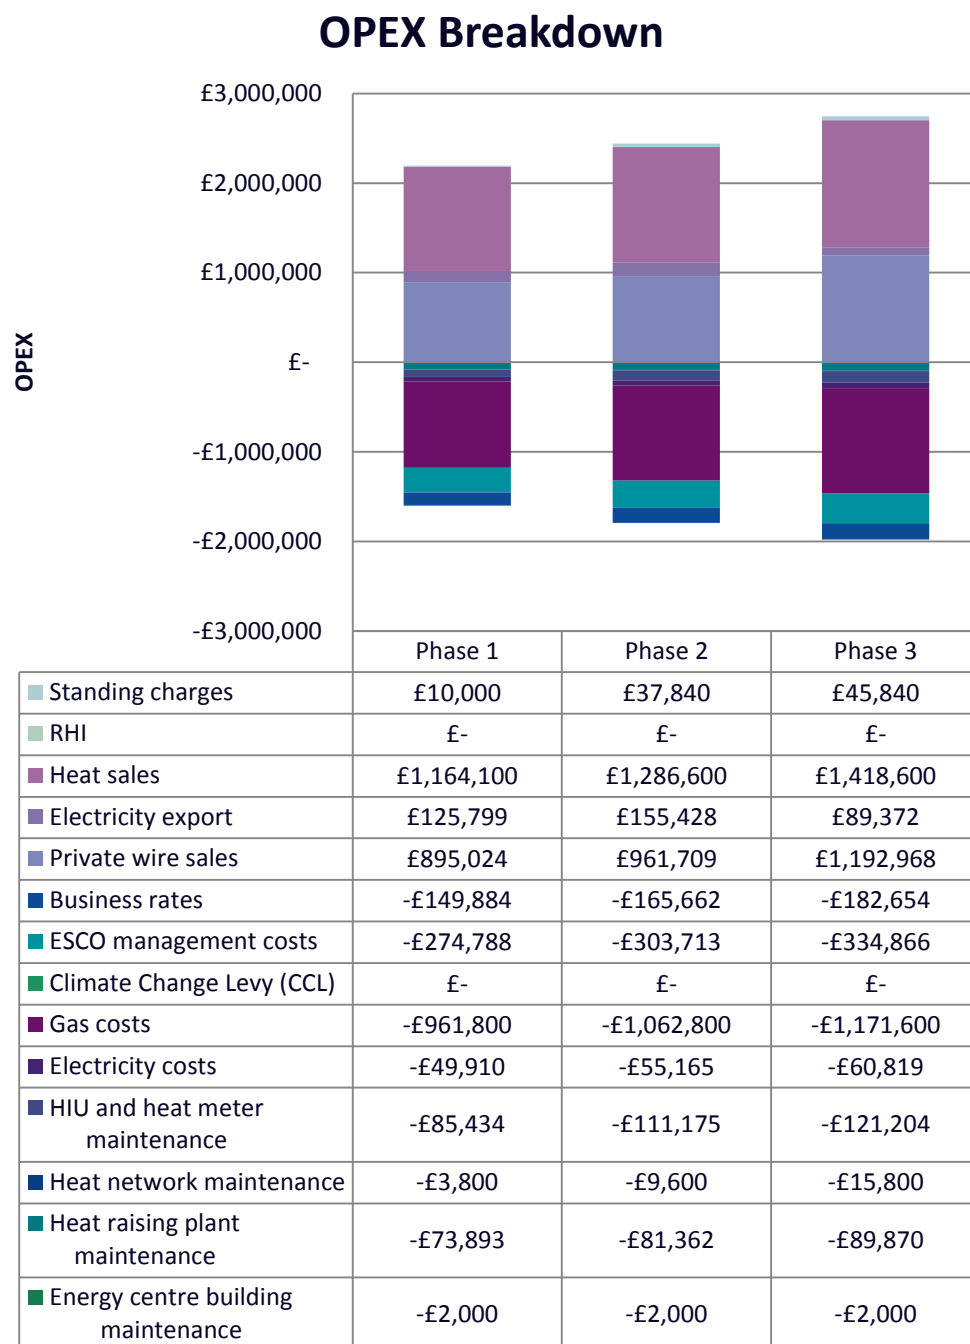 OPEX Breakdown
£3,000,000
£2,000,000
£1,000,000
£-
-£1,000,000
-£2,000,000
-£3,000,000
OPEX
Phase 1 Phase 2 Phase 3
Standing charges £10,000 £37,840 £45,840
RHI £- £- £-
Heat sales £1,164,100 £1,286,600 £1,418,600
Electricity export £125,799 £155,428 £89,372
Private wire sales £895,024 £961,709 £1,192,968
Business rates -£149,884 -£165,662 -£182,654
ESCO management costs -£274,788 -£303,713 -£334,866
Climate Change Levy (CCL) £- £- £-
Gas costs -£961,800 -£1,062,800 -£1,171,600
Electricity costs -£49,910 -£55,165 -£60,819
HIU and heat meter
maintenance -£85,434 -£111,175 -£121,204
Heat network maintenance -£3,800 -£9,600 -£15,800
Heat raising plant
maintenance -£73,893 -£81,362 -£89,870
Energy centre building
maintenance -£2,000 -£2,000 -£2,000